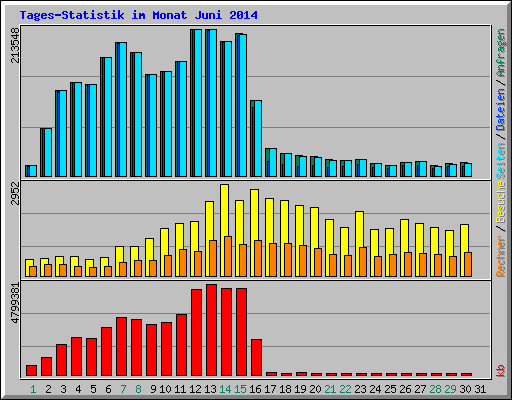 Tages-Statistik im Monat Juni 2014
213548
2952
4799381
Rechner / Besuche Seiten / Dateien / Anfragen
kb
1 2 3 4 5 6 7 8 9 10 11 12 13 14 15 16 17 18 19 20 21 22 23 24 25 26 27 28 29 30 31